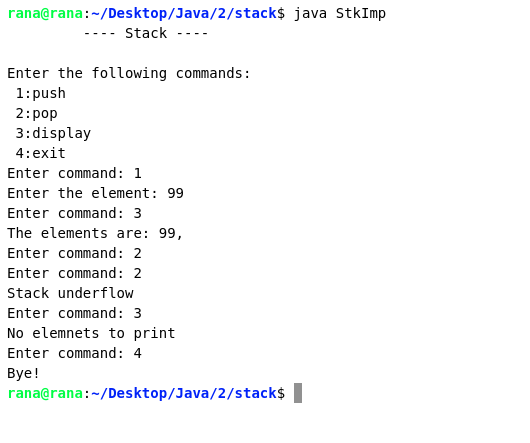 rana@rana:~/Desktop/Java/2/stack$ java StkImp
---- Stack ----
Enter the following commands:
1:push
2:pop
3:display
4:exit
Enter command: 1
Enter the element: 99
Enter command: 3
The elements are: 99,
Enter command: 2
Enter command: 2
Stack underflow
Enter command: 3
No elemnets to print
Enter command: 4
Bye!
rana@rana:~/Desktop/Java/2/stack$